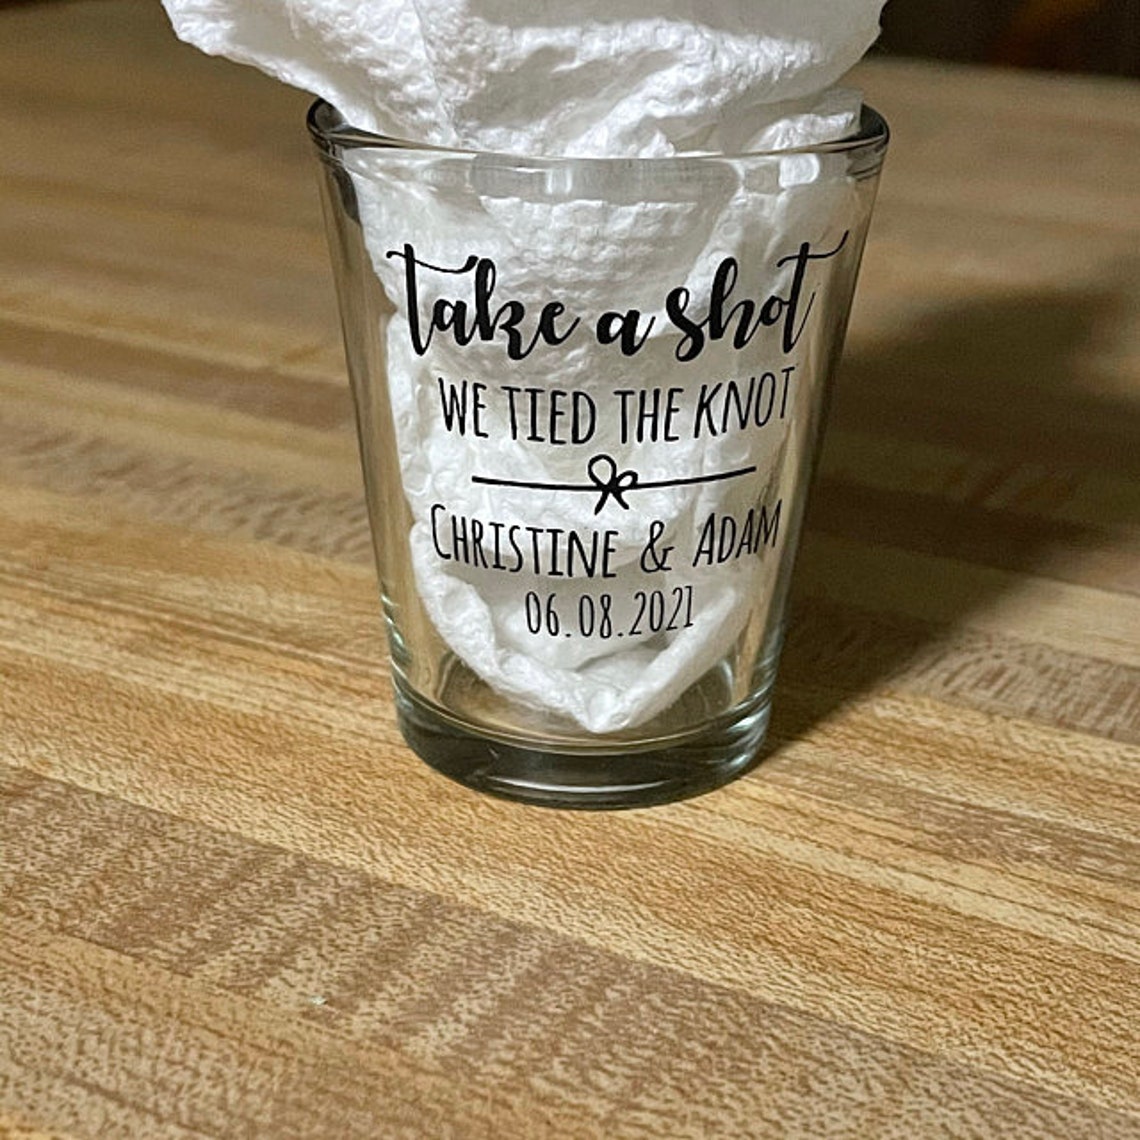 take a shot
WE TIED THE KNOT
CHRISTINE & ADAM
06.08.2021